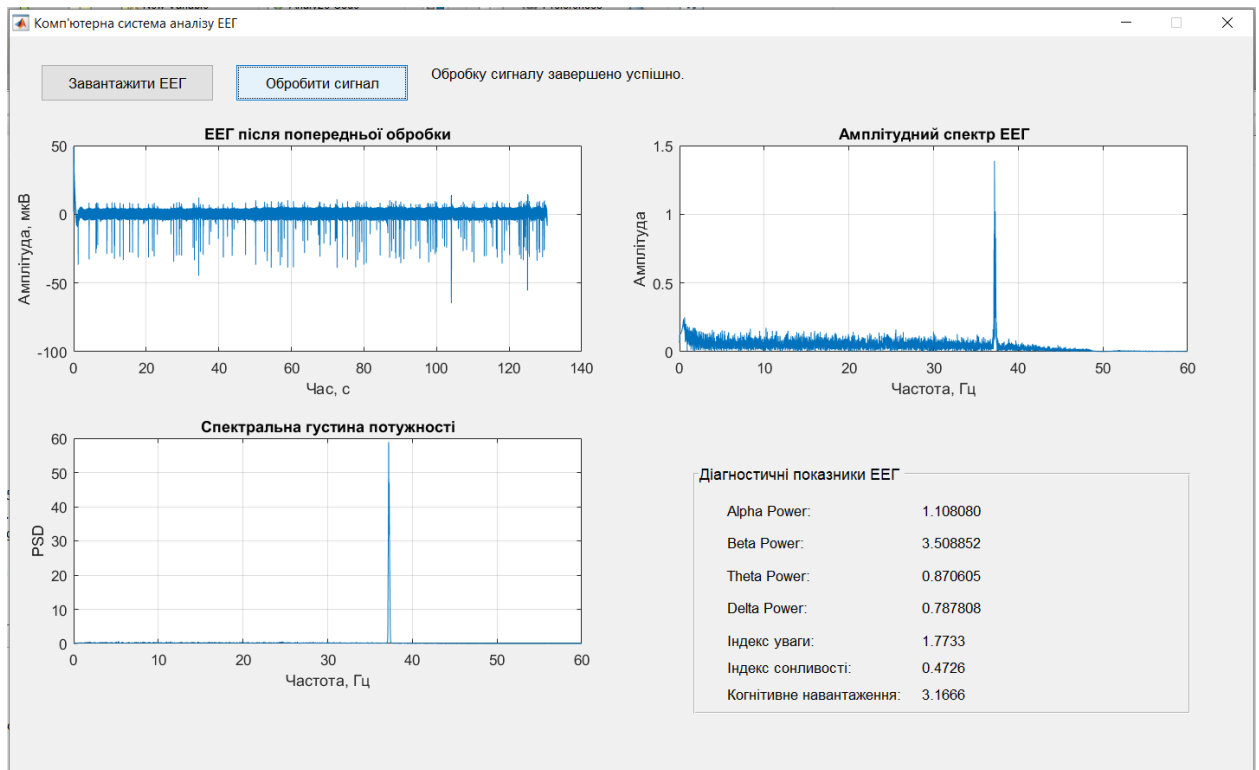 Комп'ютерна система аналізу ЕЕГ
Завантажити ЕЕГ
Обробити сигнал
Обробку сигналу завершено успішно.
ЕЕГ після попередньої обробки
50
0
-50
-100
Амплітуда, мкВ
0 20 40 60 80 100 120 140
Час, с
Амплітудний спектр ЕЕГ
1.5
1
0.5
0
Амплітуда
0 10 20 30 40 50 60
Частота, Гц
Спектральна густина потужності
60
50
40
30
20
10
0
PSD
0 10 20 30 40 50 60
Частота, Гц
Діагностичні показники ЕЕГ
Alpha Power: 1.108080
Beta Power: 3.508852
Theta Power: 0.870605
Delta Power: 0.787808
Індекс уваги: 1.7733
Індекс сонливості: 0.4726
Когнітивне навантаження: 3.1666